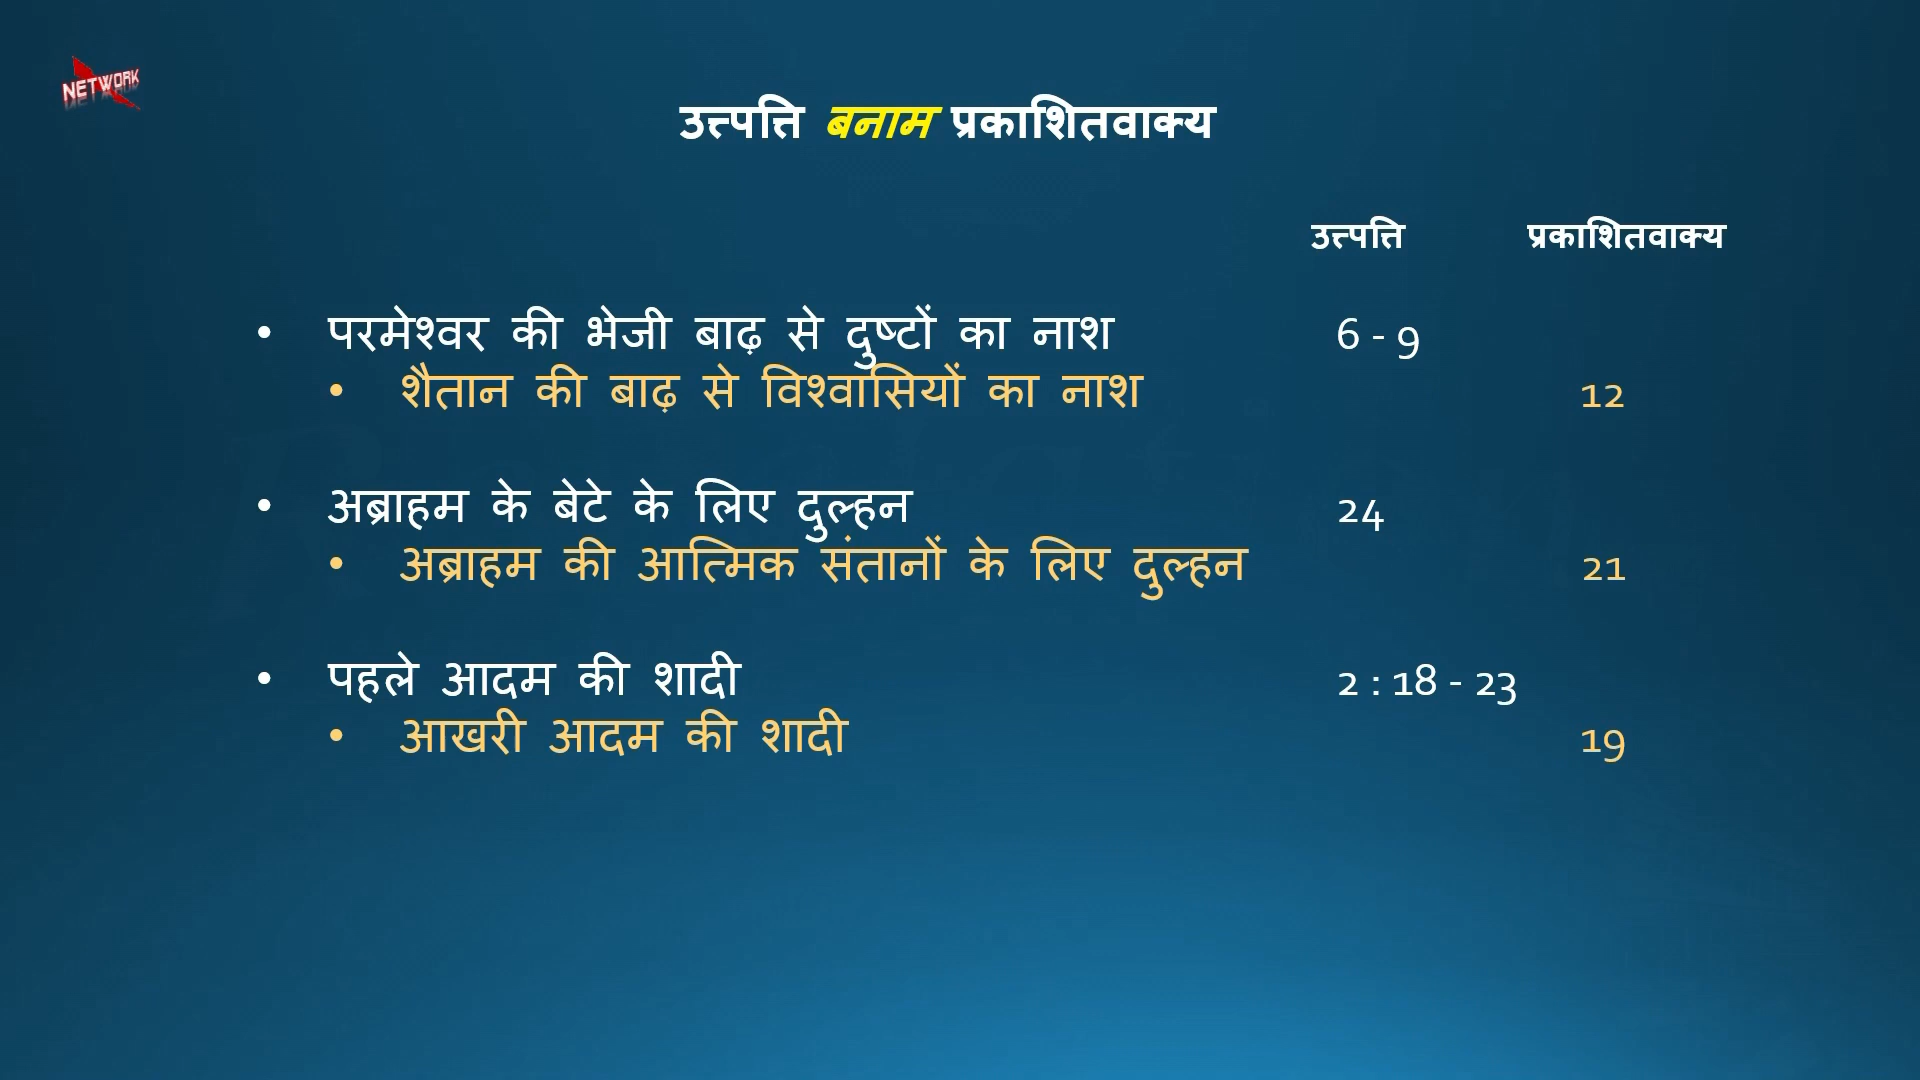 NETWORK
उत्त्पत्ति बनाम प्रकाशितवाक्य
उत्त्पत्ति प्रकाशितवाक्य
• परमेश्वर की भेजी बाढ़ से दुष्टों का नाश 6 - 9
• शैतान की बाढ़ से विश्वासियों का नाश 12
• अब्राहम के बेटे के लिए दुल्हन 24
• अब्राहम की आत्मिक संतानों के लिए दुल्हन 21
• पहले आदम की शादी 2 : 18 - 23
• आखरी आदम की शादी 19